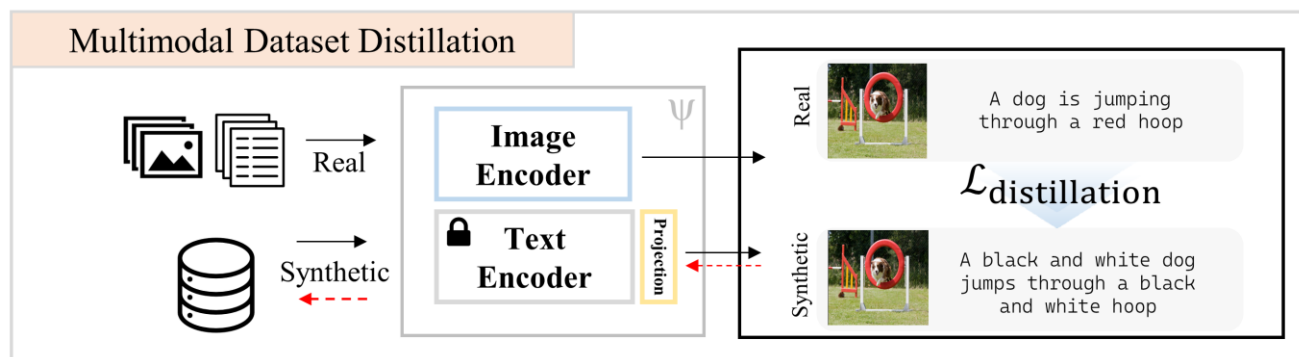 Multimodal Dataset Distillation
Real
Synthetic
Image
Encoder
Text
Encoder
Projection
ψ
Real
A dog is jumping
through a red hoop
ℒdistillation
Synthetic
A black and white dog
jumps through a black
and white hoop